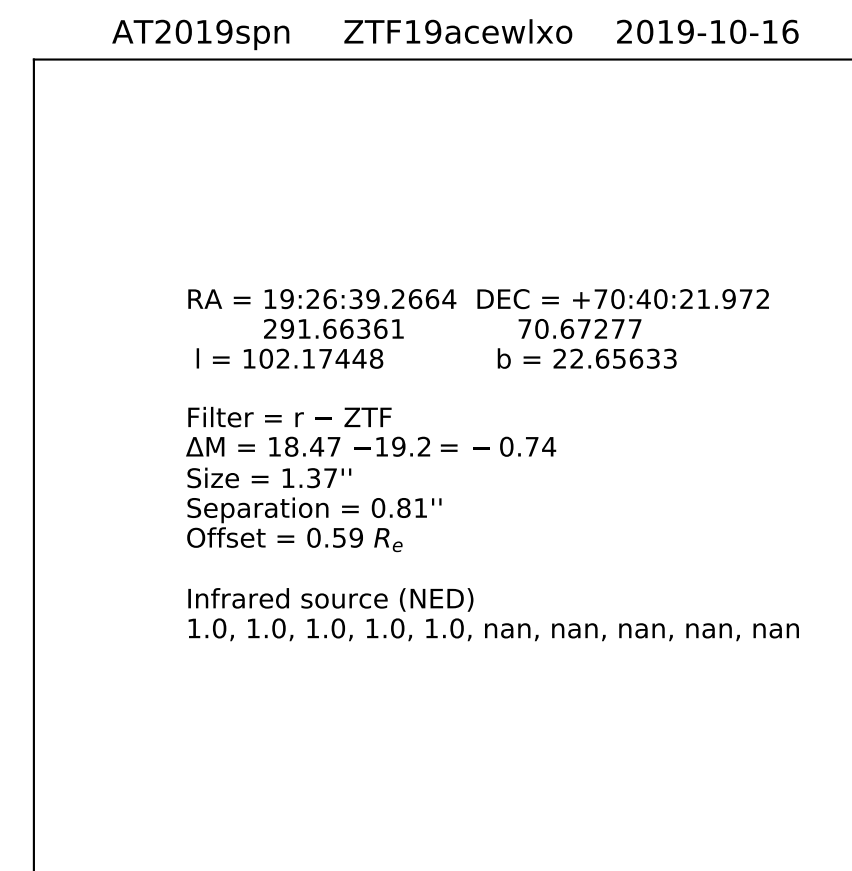 AT2019spn ZTF19acewlxo 2019-10-16
RA = 19:26:39.2664 DEC = +70:40:21.972
291.66361 70.67277
l = 102.17448 b = 22.65633
Filter = r − ZTF
ΔM = 18.47 −19.2 = − 0.74
Size = 1.37''
Separation = 0.81''
Offset = 0.59 Re
Infrared source (NED)
1.0, 1.0, 1.0, 1.0, 1.0, nan, nan, nan, nan, nan